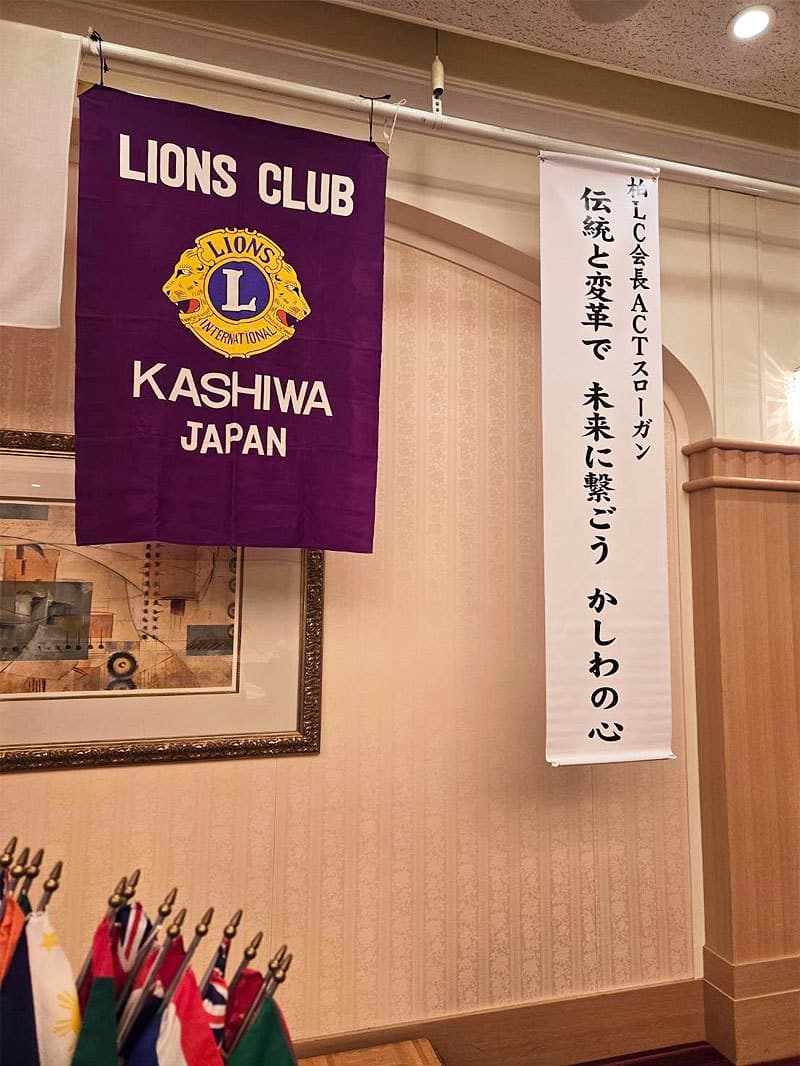 LIONS CLUB
LIONS
L
INTERNATIONAL
KASHIWA
JAPAN
柏LC会長 ACTスローガン
伝統と変革で 未来に繋ごう かしわの心